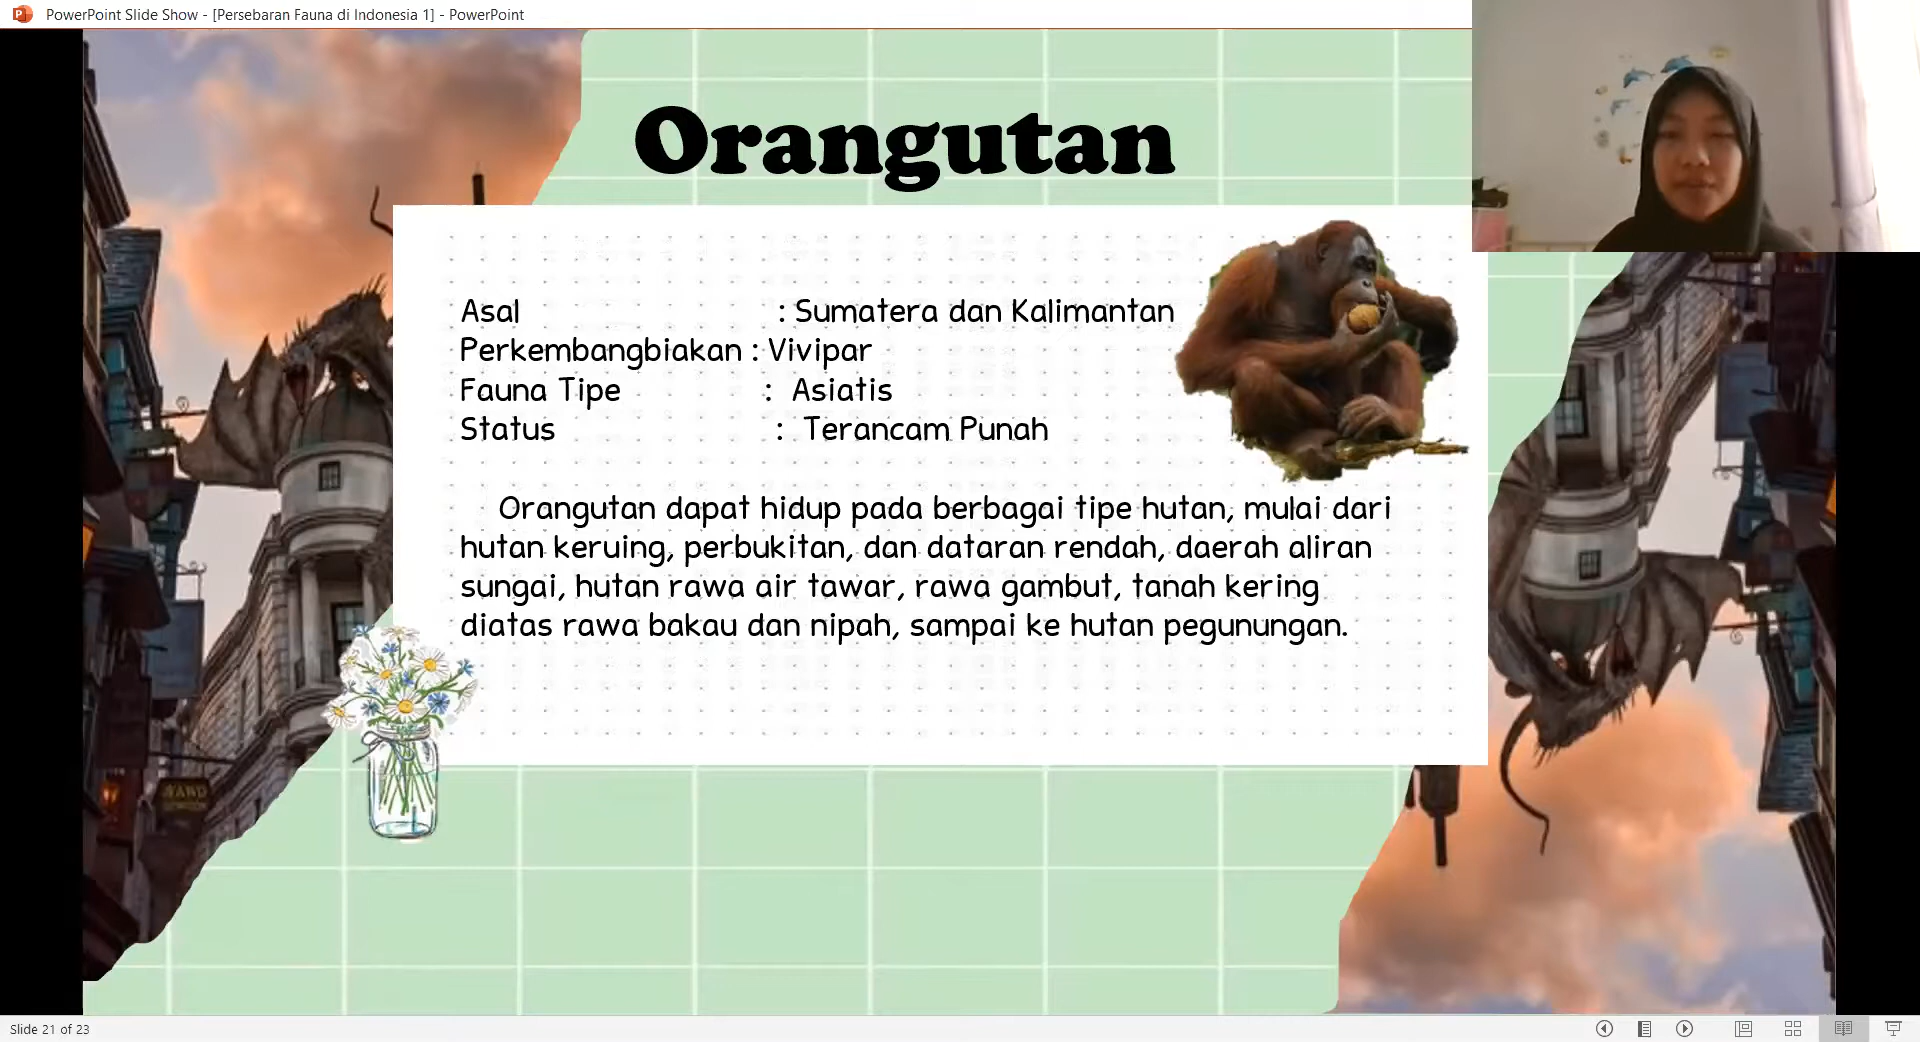 PowerPoint Slide Show - [Persebaran Fauna di Indonesia 1] - PowerPoint
Orangutan
Asal : Sumatera dan Kalimantan
Perkembangbiakan : Vivipar
Fauna Tipe : Asiatis
Status : Terancam Punah
Orangutan dapat hidup pada berbagai tipe hutan, mulai dari
hutan keruing, perbukitan, dan dataran rendah, daerah aliran
sungai, hutan rawa air tawar, rawa gambut, tanah kering
diatas rawa bakau dan nipah, sampai ke hutan pegunungan.
WAND
Slide 21 of 23